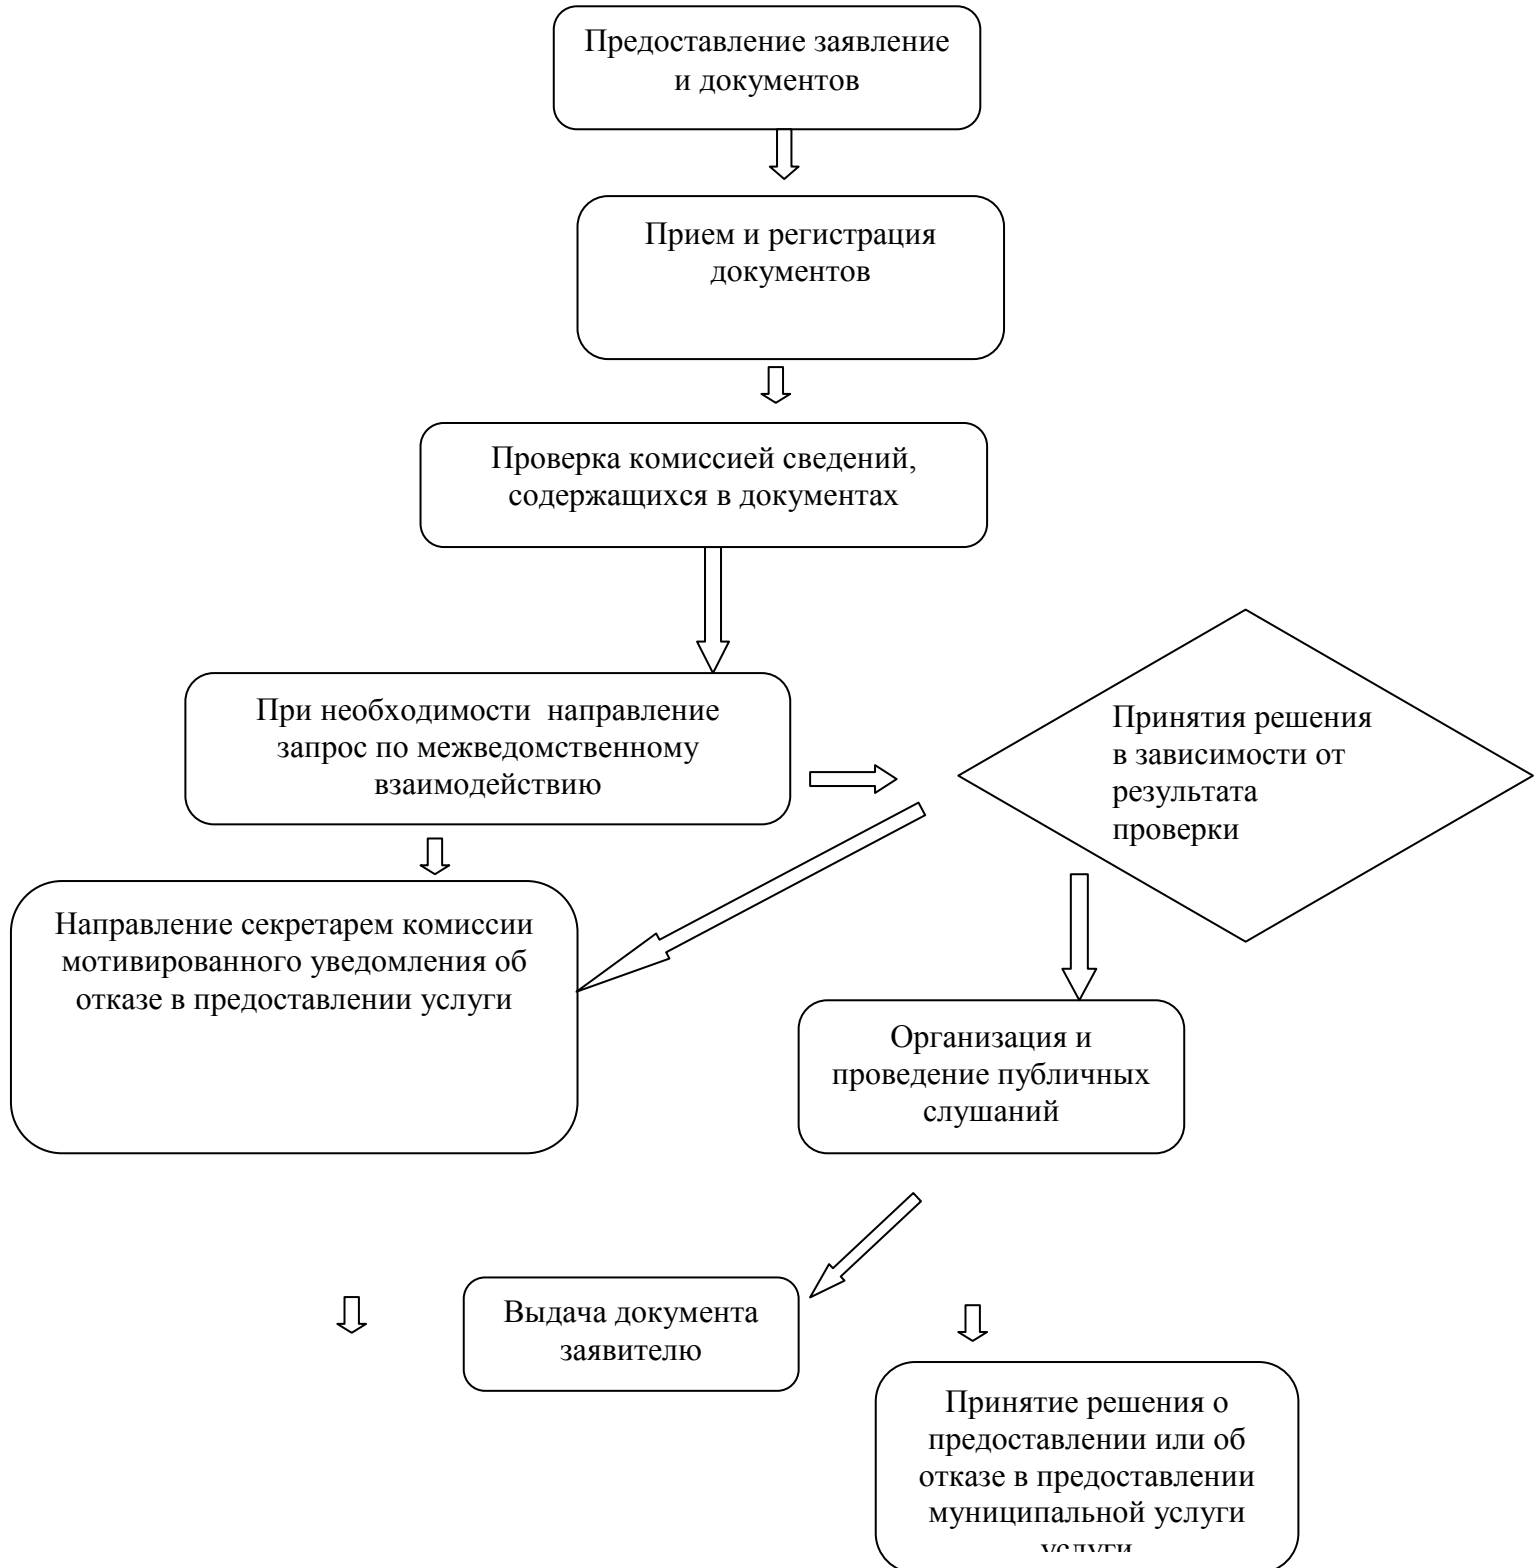 Предоставление заявление
и документов
Прием и регистрация
документов
Проверка комиссией сведений,
содержащихся в документах
При необходимости  направление
запрос по межведомственному
взаимодействию
Принятия решения
в зависимости от
результата
проверки
Направление секретарем комиссии
мотивированного уведомления об
отказе в предоставлении услуги
Организация и
проведение публичных
слушаний
Выдача документа
заявителю
Принятие решения о
предоставлении или об
отказе в предоставлении
муниципальной услуги
услуги